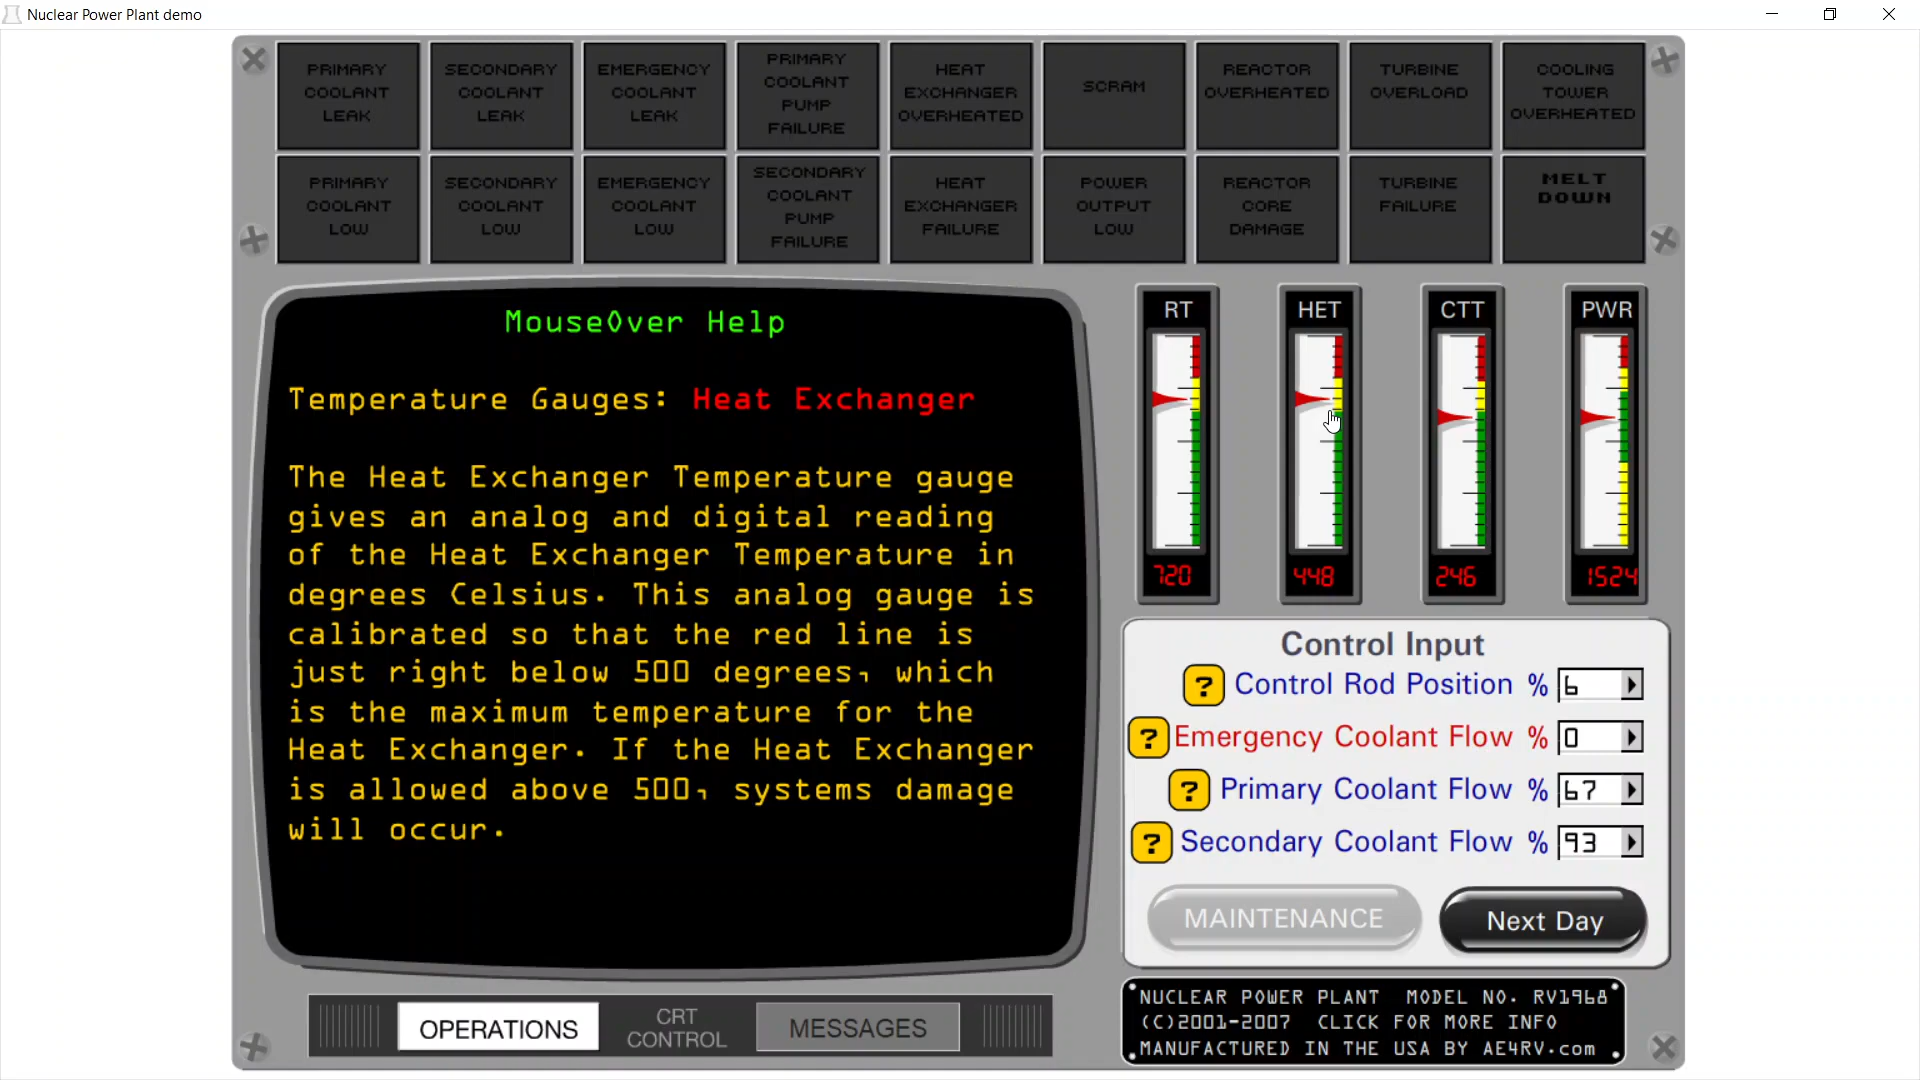 Nuclear Power Plant demo
PRIMARY
COOLANT
LEAK
SECONDARY
COOLANT
LEAK
EMERGENCY
COOLANT
LEAK
PRIMARY
COOLANT
PUMP
FAILURE
HEAT
EXCHANGER
OVERHEATED
SCRAM
REACTOR
OVERHEATED
TURBINE
OVERLOAD
COOLING
TOWER
OVERHEATED
PRIMARY
COOLANT
LOW
SECONDARY
COOLANT
LOW
EMERGENCY
COOLANT
LOW
SECONDARY
COOLANT
PUMP
FAILURE
HEAT
EXCHANGER
FAILURE
POWER
OUTPUT
LOW
REACTOR
CORE
DAMAGE
TURBINE
FAILURE
MELT
DOWN
MouseOver Help
Temperature Gauges: Heat Exchanger
The Heat Exchanger Temperature gauge
gives an analog and digital reading
of the Heat Exchanger Temperature in
degrees Celsius. This analog gauge is
calibrated so that the red line is
just right below 500 degrees, which
is the maximum temperature for the
Heat Exchanger. If the Heat Exchanger
is allowed above 500, systems damage
will occur.
RT
720
HET
448
CTT
246
PWR
1524
Control Input
? Control Rod Position % 6
? Emergency Coolant Flow % 0
? Primary Coolant Flow % 67
? Secondary Coolant Flow % 93
MAINTENANCE
Next Day
OPERATIONS
CRT
CONTROL
MESSAGES
NUCLEAR POWER PLANT MODEL NO. RV1968
(C)2001-2007 CLICK FOR MORE INFO
MANUFACTURED IN THE USA BY AE4RV.com